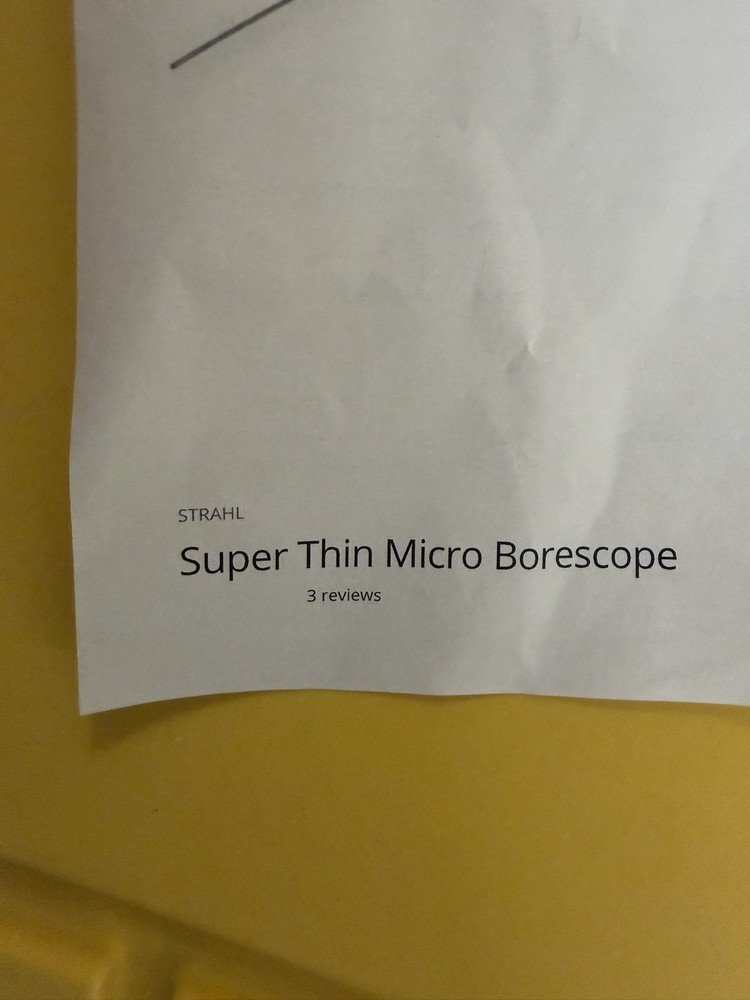 STRAHL
Super Thin Micro Borescope
3 reviews